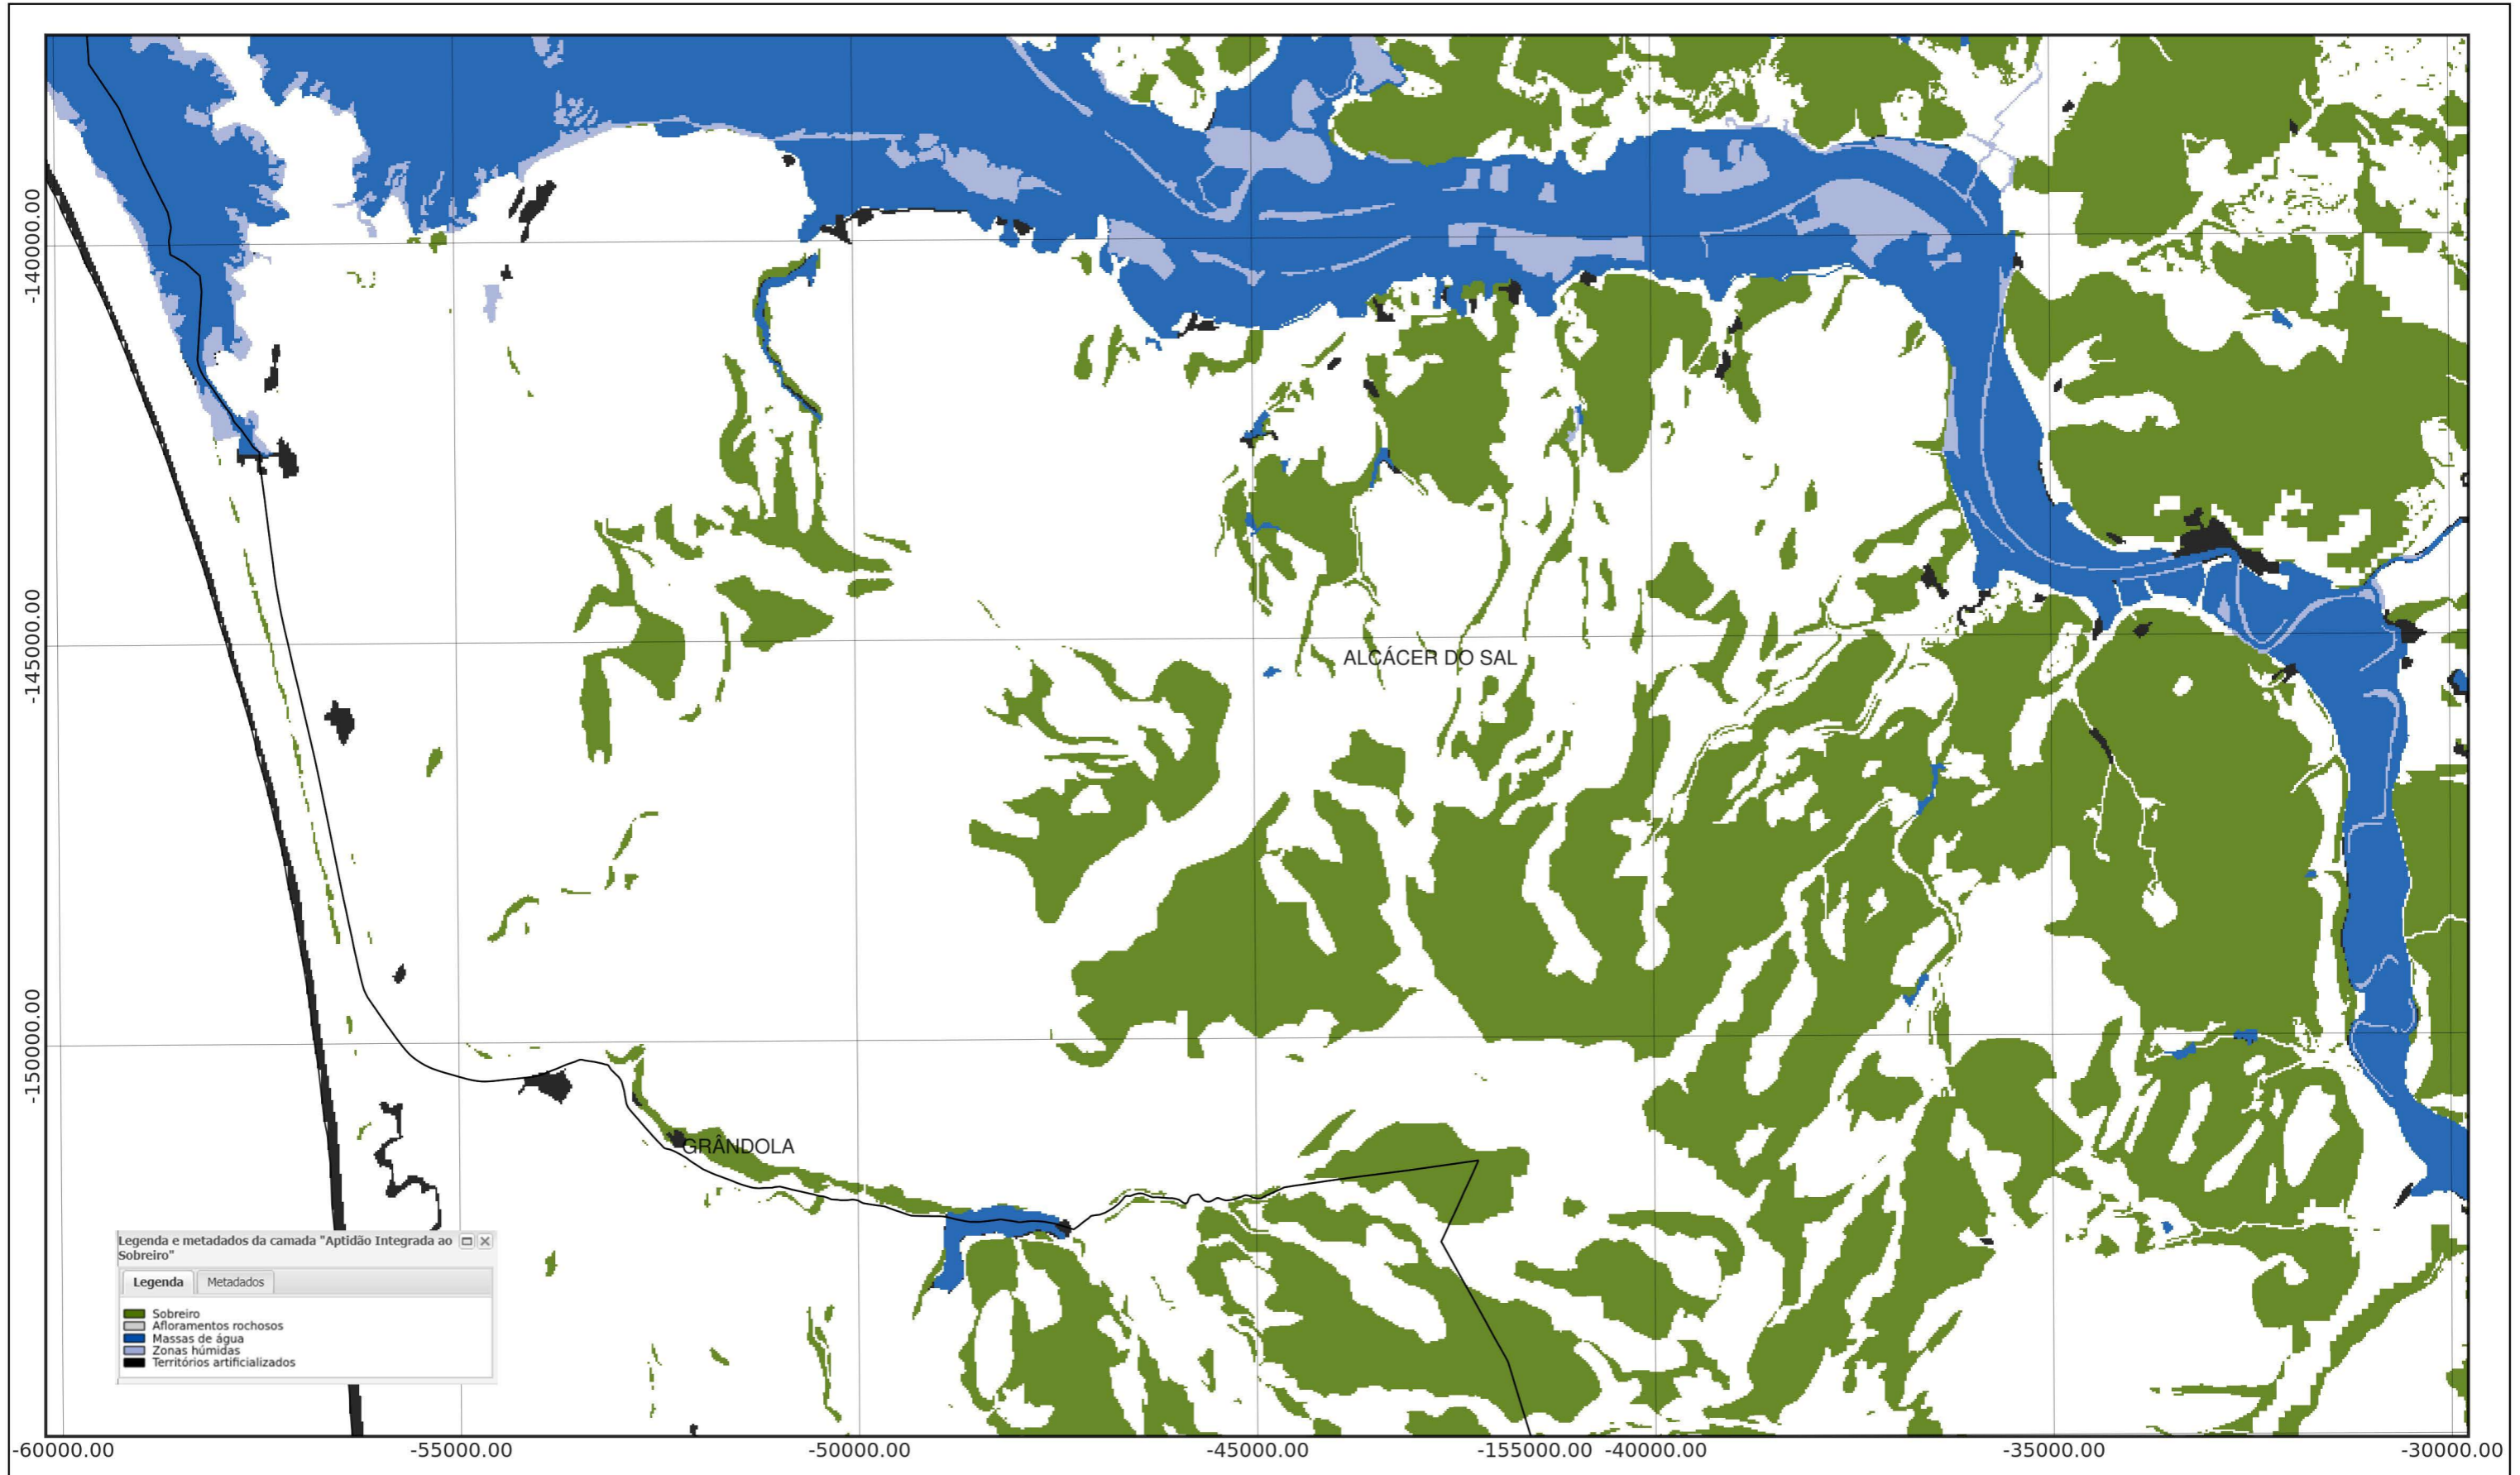 -140000.00
-145000.00
ALCÁCER DO SAL
-150000.00
GRÂNDOLA
Legenda e metadados da camada "Aptidão Integrada ao
Sobreiro"
Legenda Metadados
Sobreiro
Afloramentos rochosos
Massas de água
Zonas húmidas
Territórios artificializados
-60000.00 -55000.00 -50000.00 -45000.00 -155000.00 -40000.00 -35000.00 -30000.00